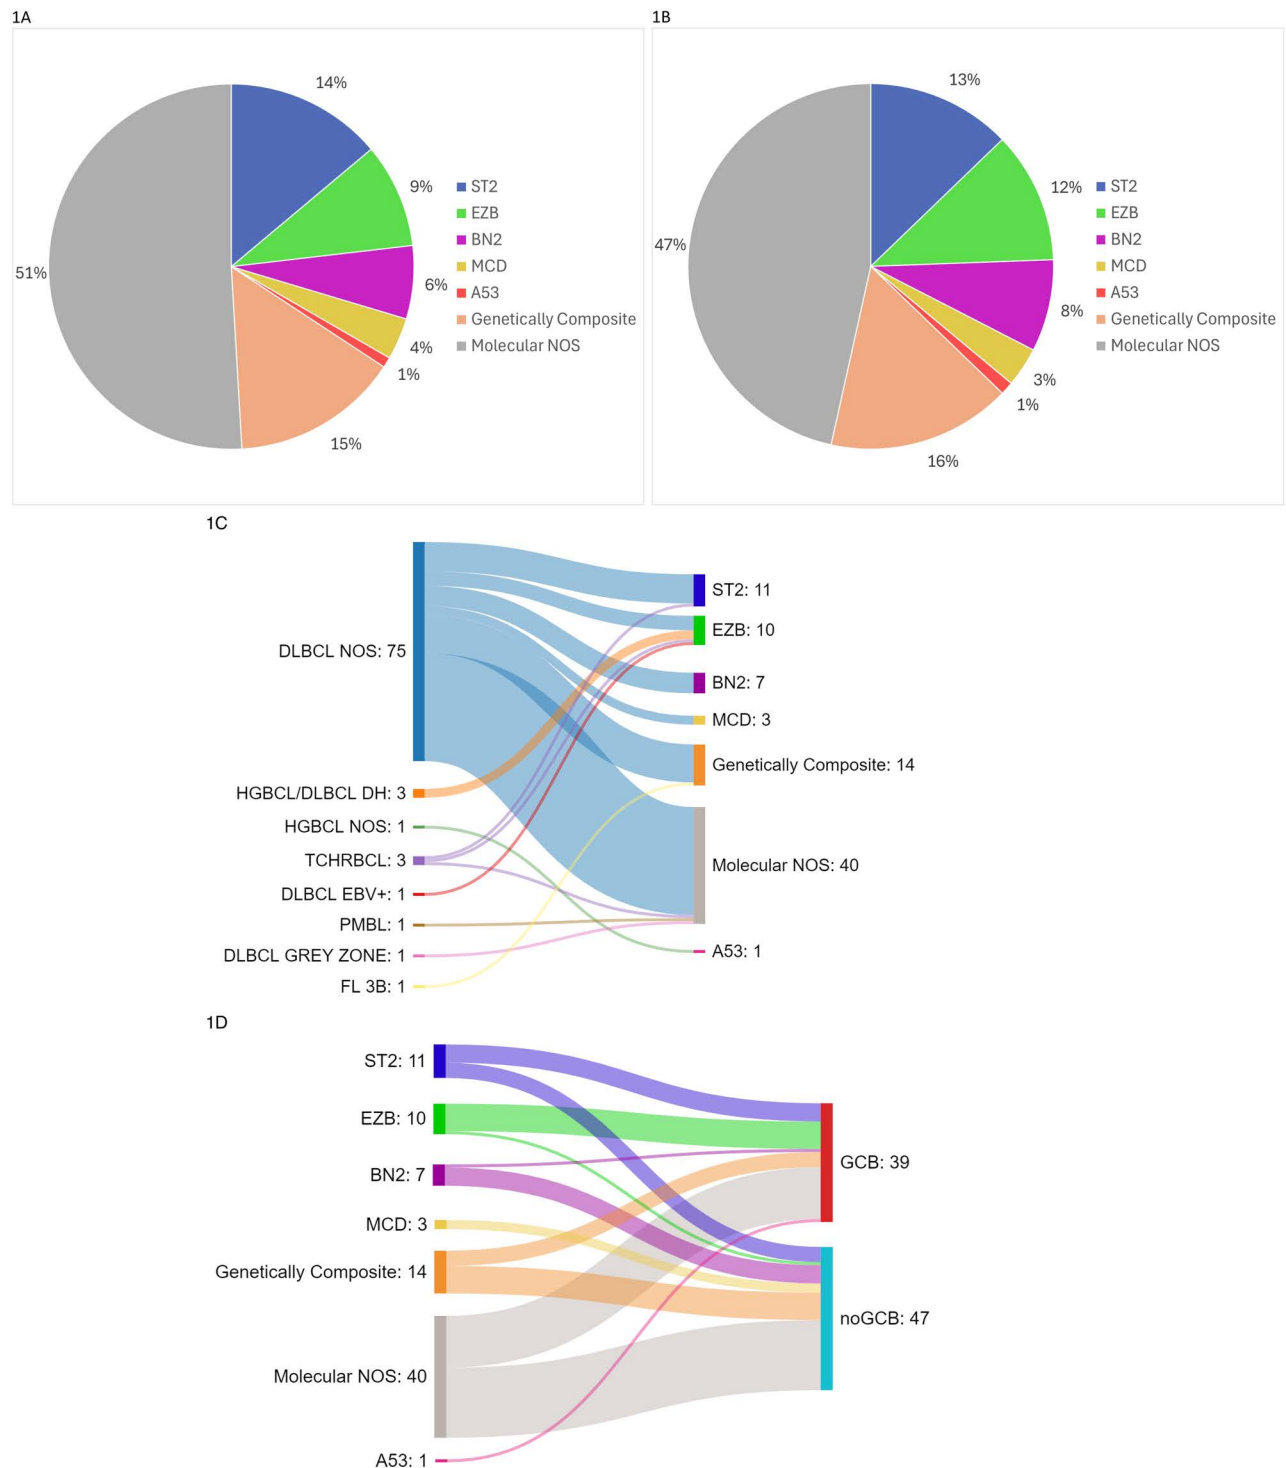 1A
14%
9%
6%
4%
1%
15%
51%
ST2
EZB
BN2
MCD
A53
Genetically Composite
Molecular NOS
1B
13%
12%
8%
3%
1%
16%
47%
ST2
EZB
BN2
MCD
A53
Genetically Composite
Molecular NOS
1C
DLBCL NOS: 75
HGBCL/DLBCL DH: 3
HGBCL NOS: 1
TCHRBCL: 3
DLBCL EBV+: 1
PMBL: 1
DLBCL GREY ZONE: 1
FL 3B: 1
ST2: 11
EZB: 10
BN2: 7
MCD: 3
Genetically Composite: 14
Molecular NOS: 40
A53: 1
1D
ST2: 11
EZB: 10
BN2: 7
MCD: 3
Genetically Composite: 14
Molecular NOS: 40
A53: 1
GCB: 39
noGCB: 47